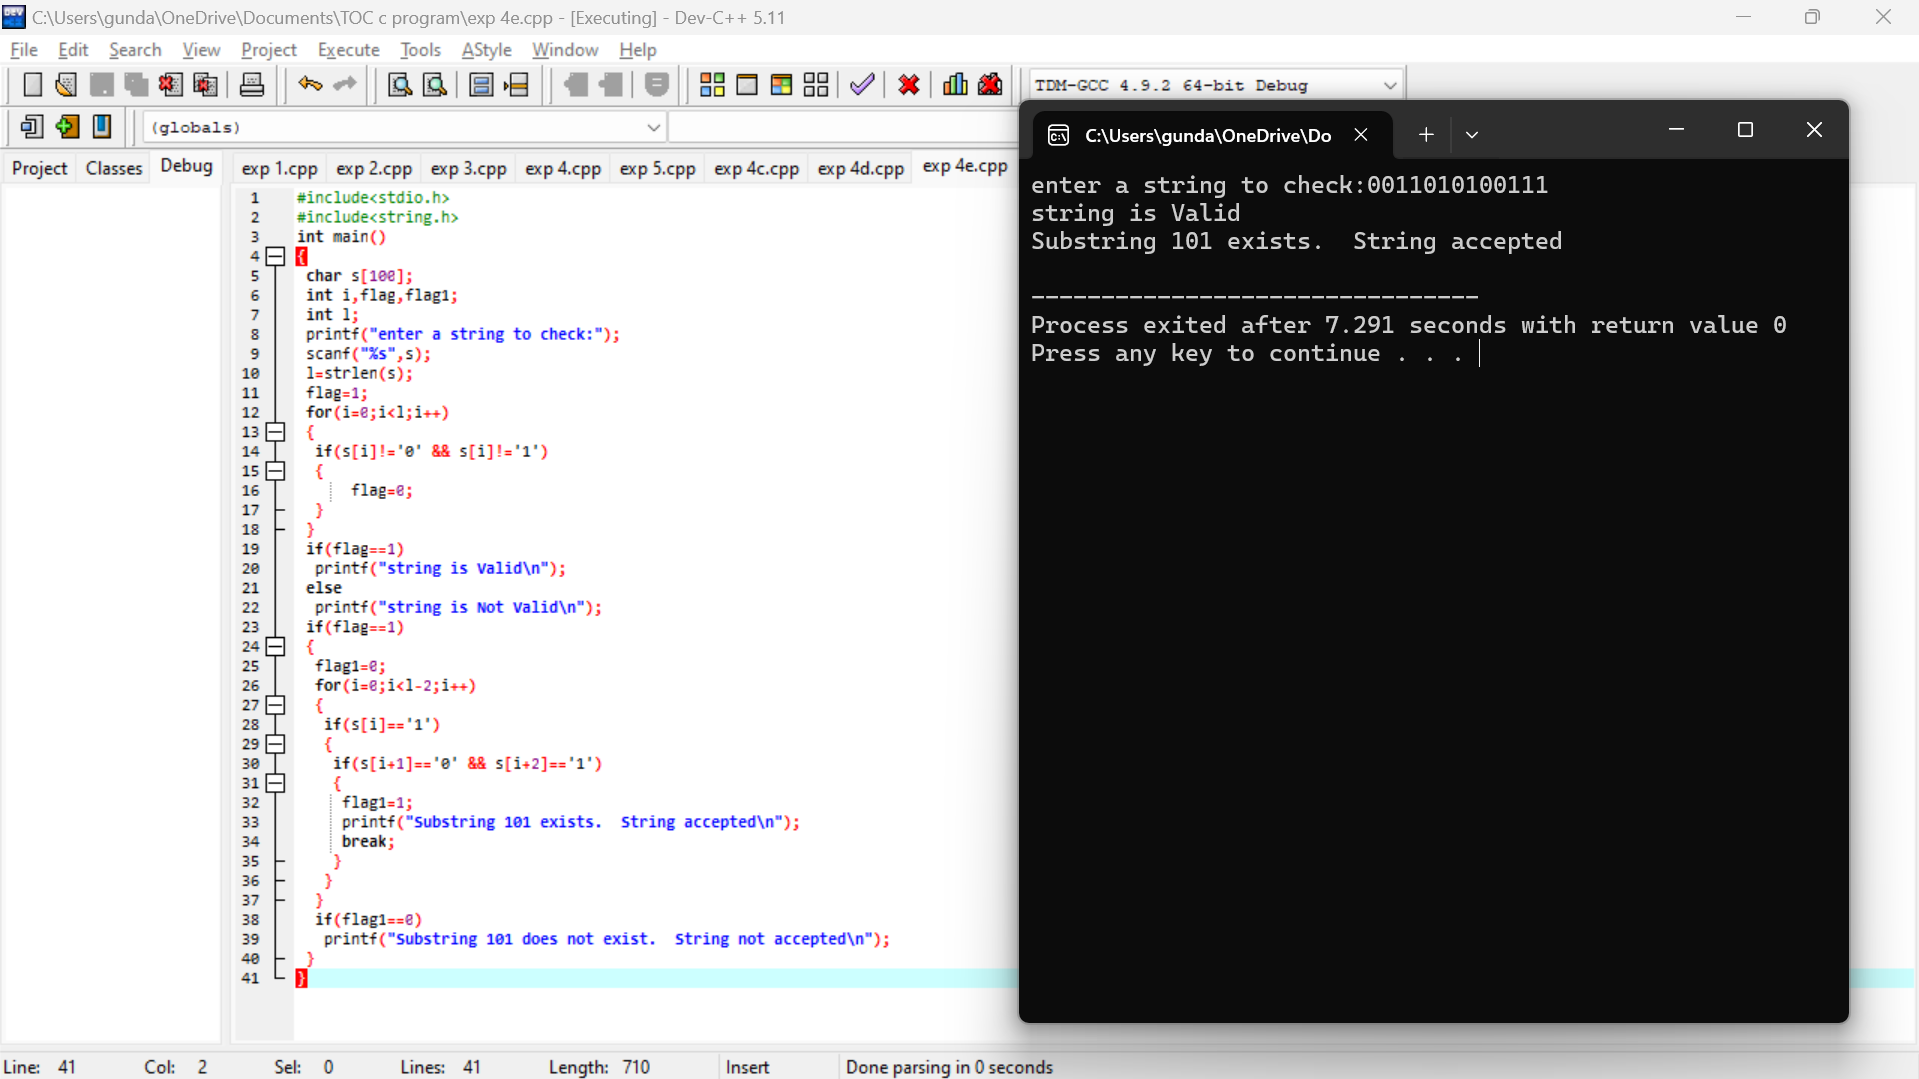 C:\Users\gunda\OneDrive\Documents\TOC c program\exp 4e.cpp - [Executing] - Dev-C++ 5.11
File Edit Search View Project Execute Tools AStyle Window Help
TDM-GCC 4.9.2 64-bit Debug
(globals)
Project Classes Debug
exp 1.cpp exp 2.cpp exp 3.cpp exp 4.cpp exp 5.cpp exp 4c.cpp exp 4d.cpp exp 4e.cpp
1 #include<stdio.h>
2 #include<string.h>
3 int main()
4 {
5 char s[100];
6 int i,flag,flag1;
7 int l;
8 printf("enter a string to check:");
9 scanf("%s",s);
10 l=strlen(s);
11 flag=1;
12 for(i=0;i<l;i++)
13 {
14 if(s[i]!='0' && s[i]!='1')
15 {
16 flag=0;
17 }
18 }
19 if(flag==1)
20 printf("string is Valid\n");
21 else
22 printf("string is Not Valid\n");
23 if(flag==1)
24 {
25 flag1=0;
26 for(i=0;i<l-2;i++)
27 {
28 if(s[i]=='1')
29 {
30 if(s[i+1]=='0' && s[i+2]=='1')
31 {
32 flag1=1;
33 printf("Substring 101 exists.  String accepted\n");
34 break;
35 }
36 }
37 }
38 if(flag1==0)
39 printf("Substring 101 does not exist.  String not accepted\n");
40 }
41 }
C:\Users\gunda\OneDrive\Do
enter a string to check:0011010100111
string is Valid
Substring 101 exists.  String accepted
--------------------------------
Process exited after 7.291 seconds with return value 0
Press any key to continue . . .
Line: 41 Col: 2 Sel: 0 Lines: 41 Length: 710 Insert Done parsing in 0 seconds